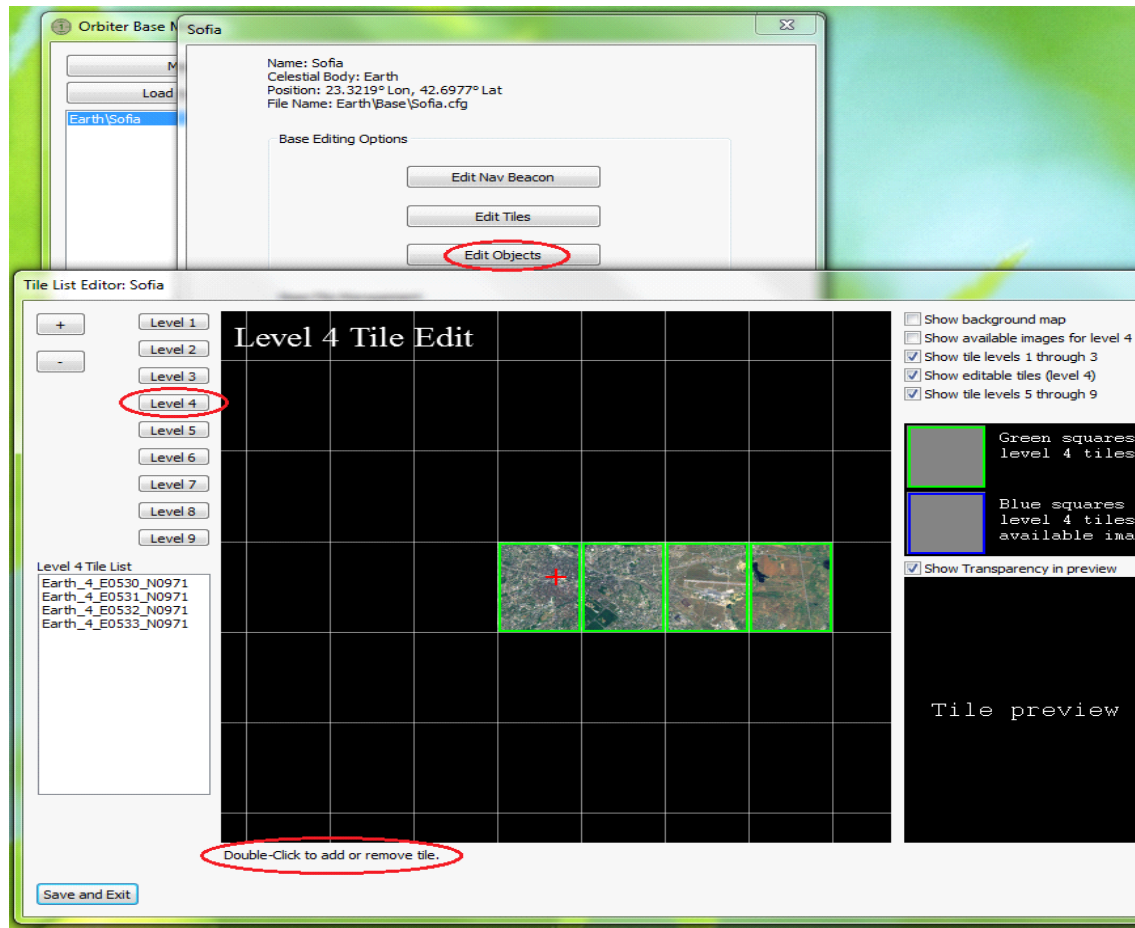 Orbiter Base
Sofia
Load
Earth\Sofia
Name: Sofia
Celestial Body: Earth
Position: 23.3219° Lon, 42.6977° Lat
File Name: Earth\Base\Sofia.cfg
Base Editing Options
Edit Nav Beacon
Edit Tiles
Edit Objects
Tile List Editor: Sofia
+
-
Level 1
Level 2
Level 3
Level 4
Level 5
Level 6
Level 7
Level 8
Level 9
Level 4 Tile List
Earth_4_E0530_N0971
Earth_4_E0531_N0971
Earth_4_E0532_N0971
Earth_4_E0533_N0971
Save and Exit
Level 4 Tile Edit
Double-Click to add or remove tile.
Show background map
Show available images for level 4
Show tile levels 1 through 3
Show editable tiles (level 4)
Show tile levels 5 through 9
Green squares
level 4 tiles
Blue squares
level 4 tiles
available
Show Transparency in preview
Tile preview